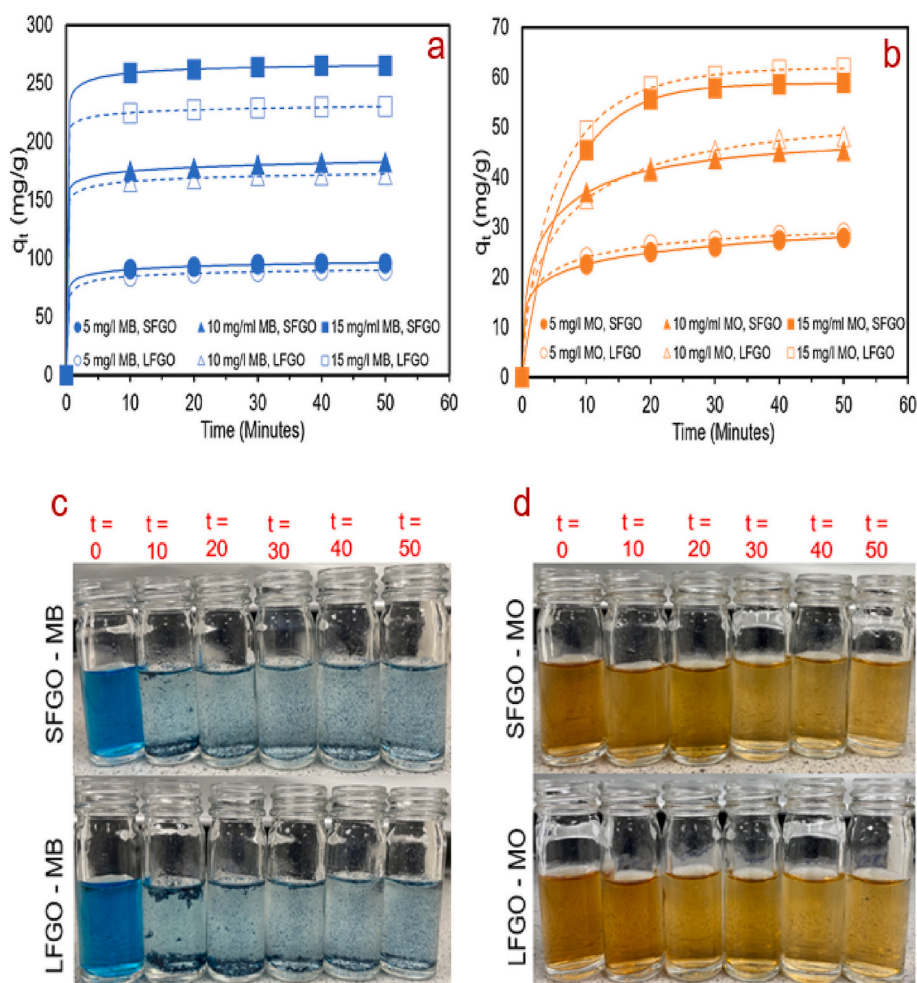 a
300
250
200
150
100
50
0
qt (mg/g)
5 mg/l MB, SFGO
10 mg/ml MB, SFGO
15 mg/ml MB, SFGO
5 mg/l MB, LFGO
10 mg/l MB, LFGO
15 mg/l MB, LFGO
0 10 20 30 40 50 60
Time (Minutes)
b
70
60
50
40
30
20
10
0
qt (mg/g)
5 mg/l MO, SFGO
10 mg/ml MO, SFGO
15 mg/ml MO, SFGO
5 mg/l MO, LFGO
10 mg/l MO, LFGO
15 mg/l MO, LFGO
0 10 20 30 40 50 60
Time (Minutes)
c
t = t = t = t = t = t =
0 10 20 30 40 50
SFGO - MB
LFGO - MB
d
t = t = t = t = t = t =
0 10 20 30 40 50
SFGO - MO
LFGO - MO